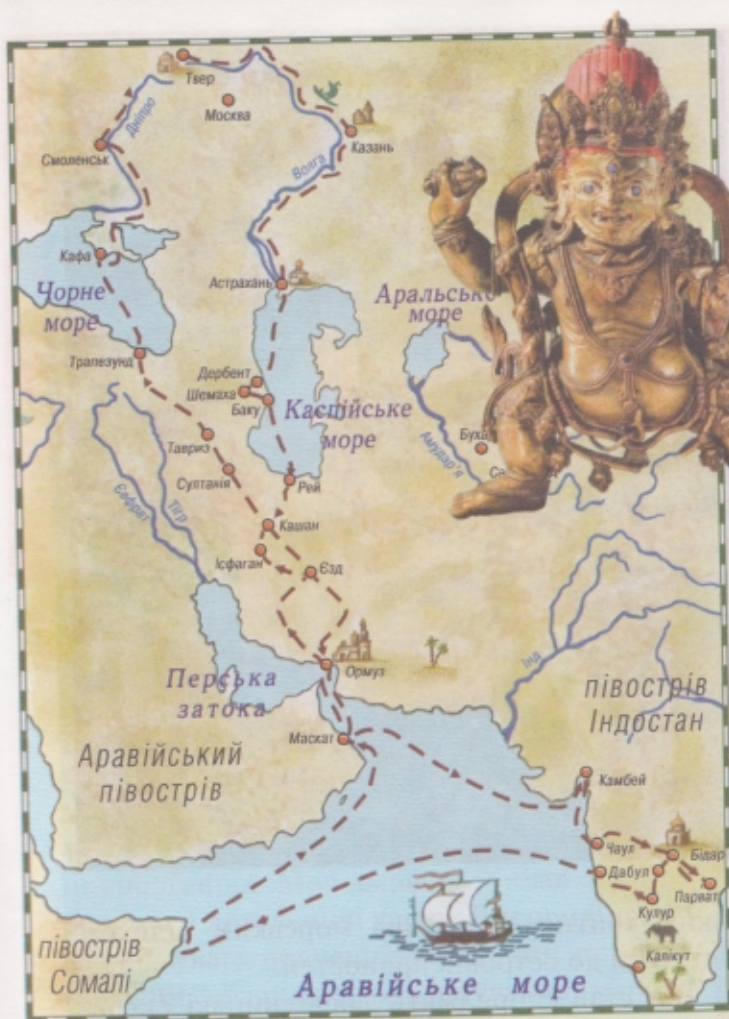 Твер
Москва
Дніпро
Смоленськ
Казань
Волга
Кафа
Астрахань
Чорне
море
Аральське
море
Трапезунд
Дербент
Шемаха
Баку
Каспійське
море
Амудар'я
Тавриз
Султанія
Рей
Євфрат
Тігр
Кашан
Ісфаган
Єзд
Ормуз
Інд
Перська
затока
півострів
Індостан
Маскат
Аравійський
півострів
Камбей
Чаул
Бідар
Дабул
Парват
Кулур
півострів
Сомалі
Калікут
Аравійське море